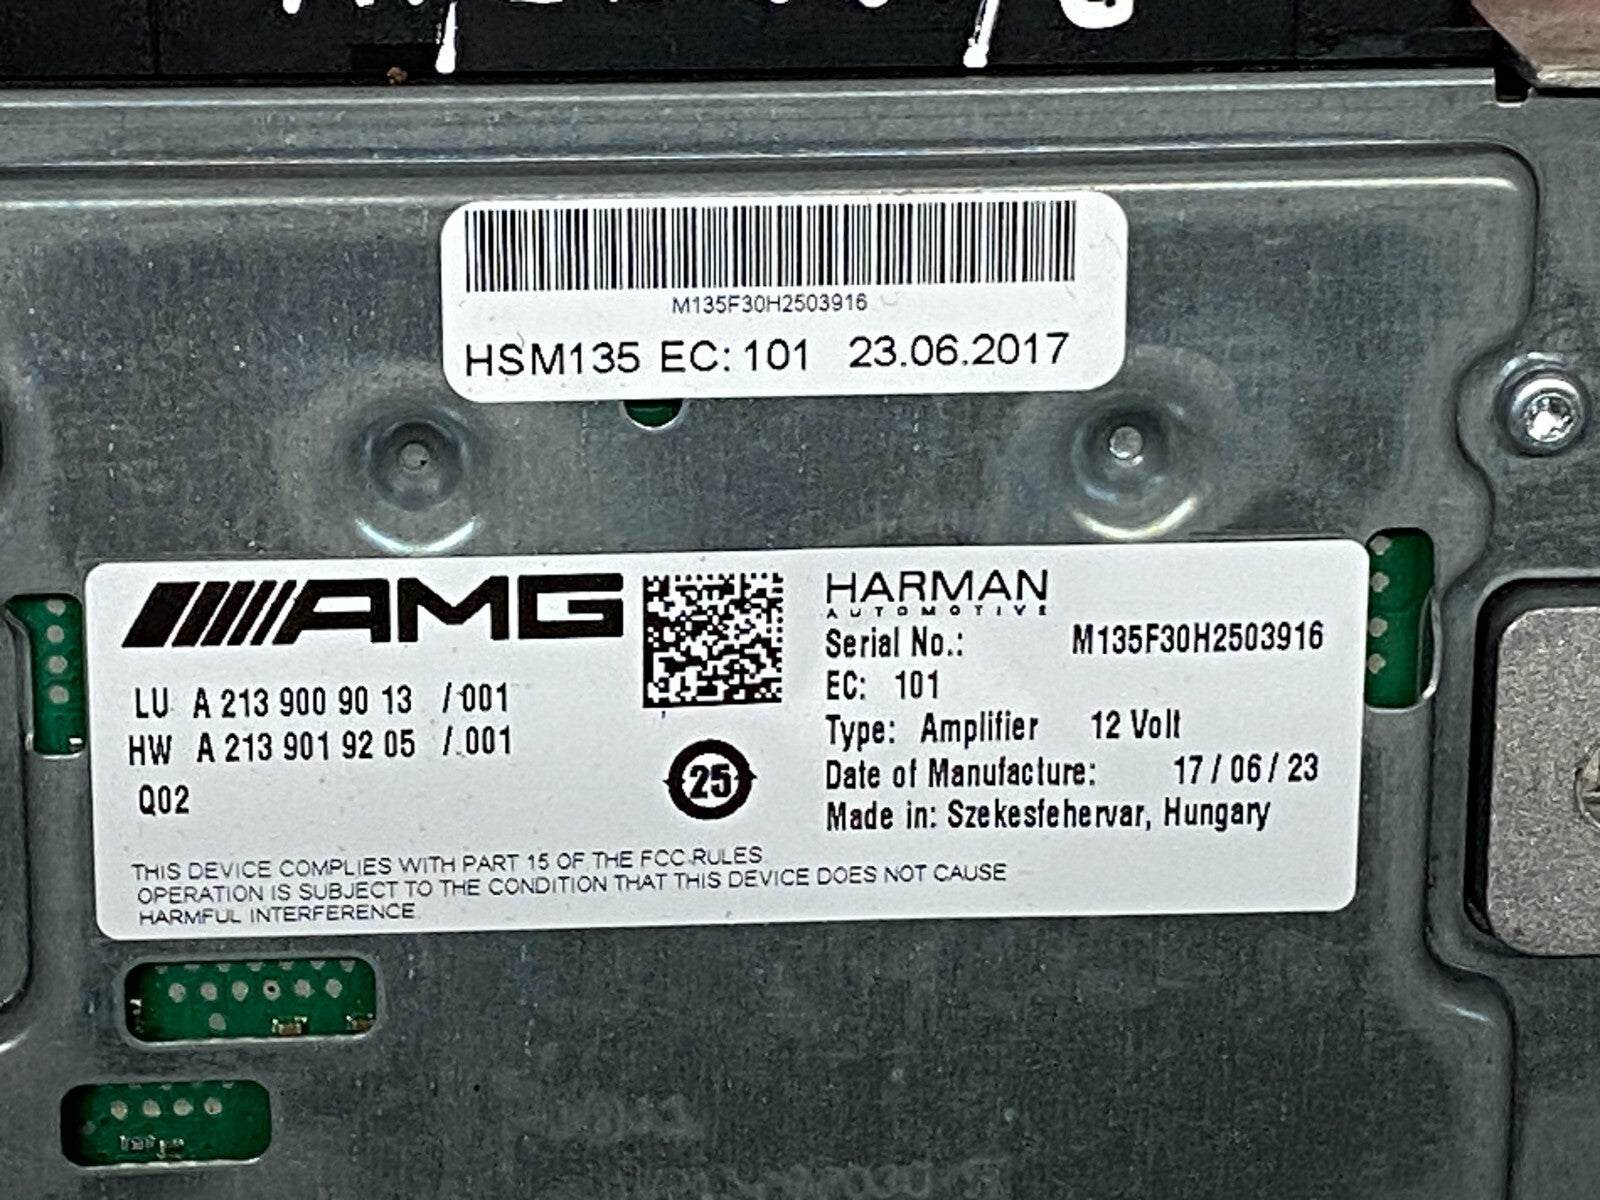 M135F30H2503916
HSM135 EC: 101 23.06.2017
AMG
LU A 213 900 90 13 /001
HW A 213 901 92 05 /.001
Q02
25
HARMAN
AUTOMOTIVE
Serial No.: M135F30H2503916
EC: 101
Type: Amplifier 12 Volt
Date of Manufacture: 17 / 06 / 23
Made in: Szekesfehervar, Hungary
THIS DEVICE COMPLIES WITH PART 15 OF THE FCC RULES
OPERATION IS SUBJECT TO THE CONDITION THAT THIS DEVICE DOES NOT CAUSE
HARMFUL INTERFERENCE